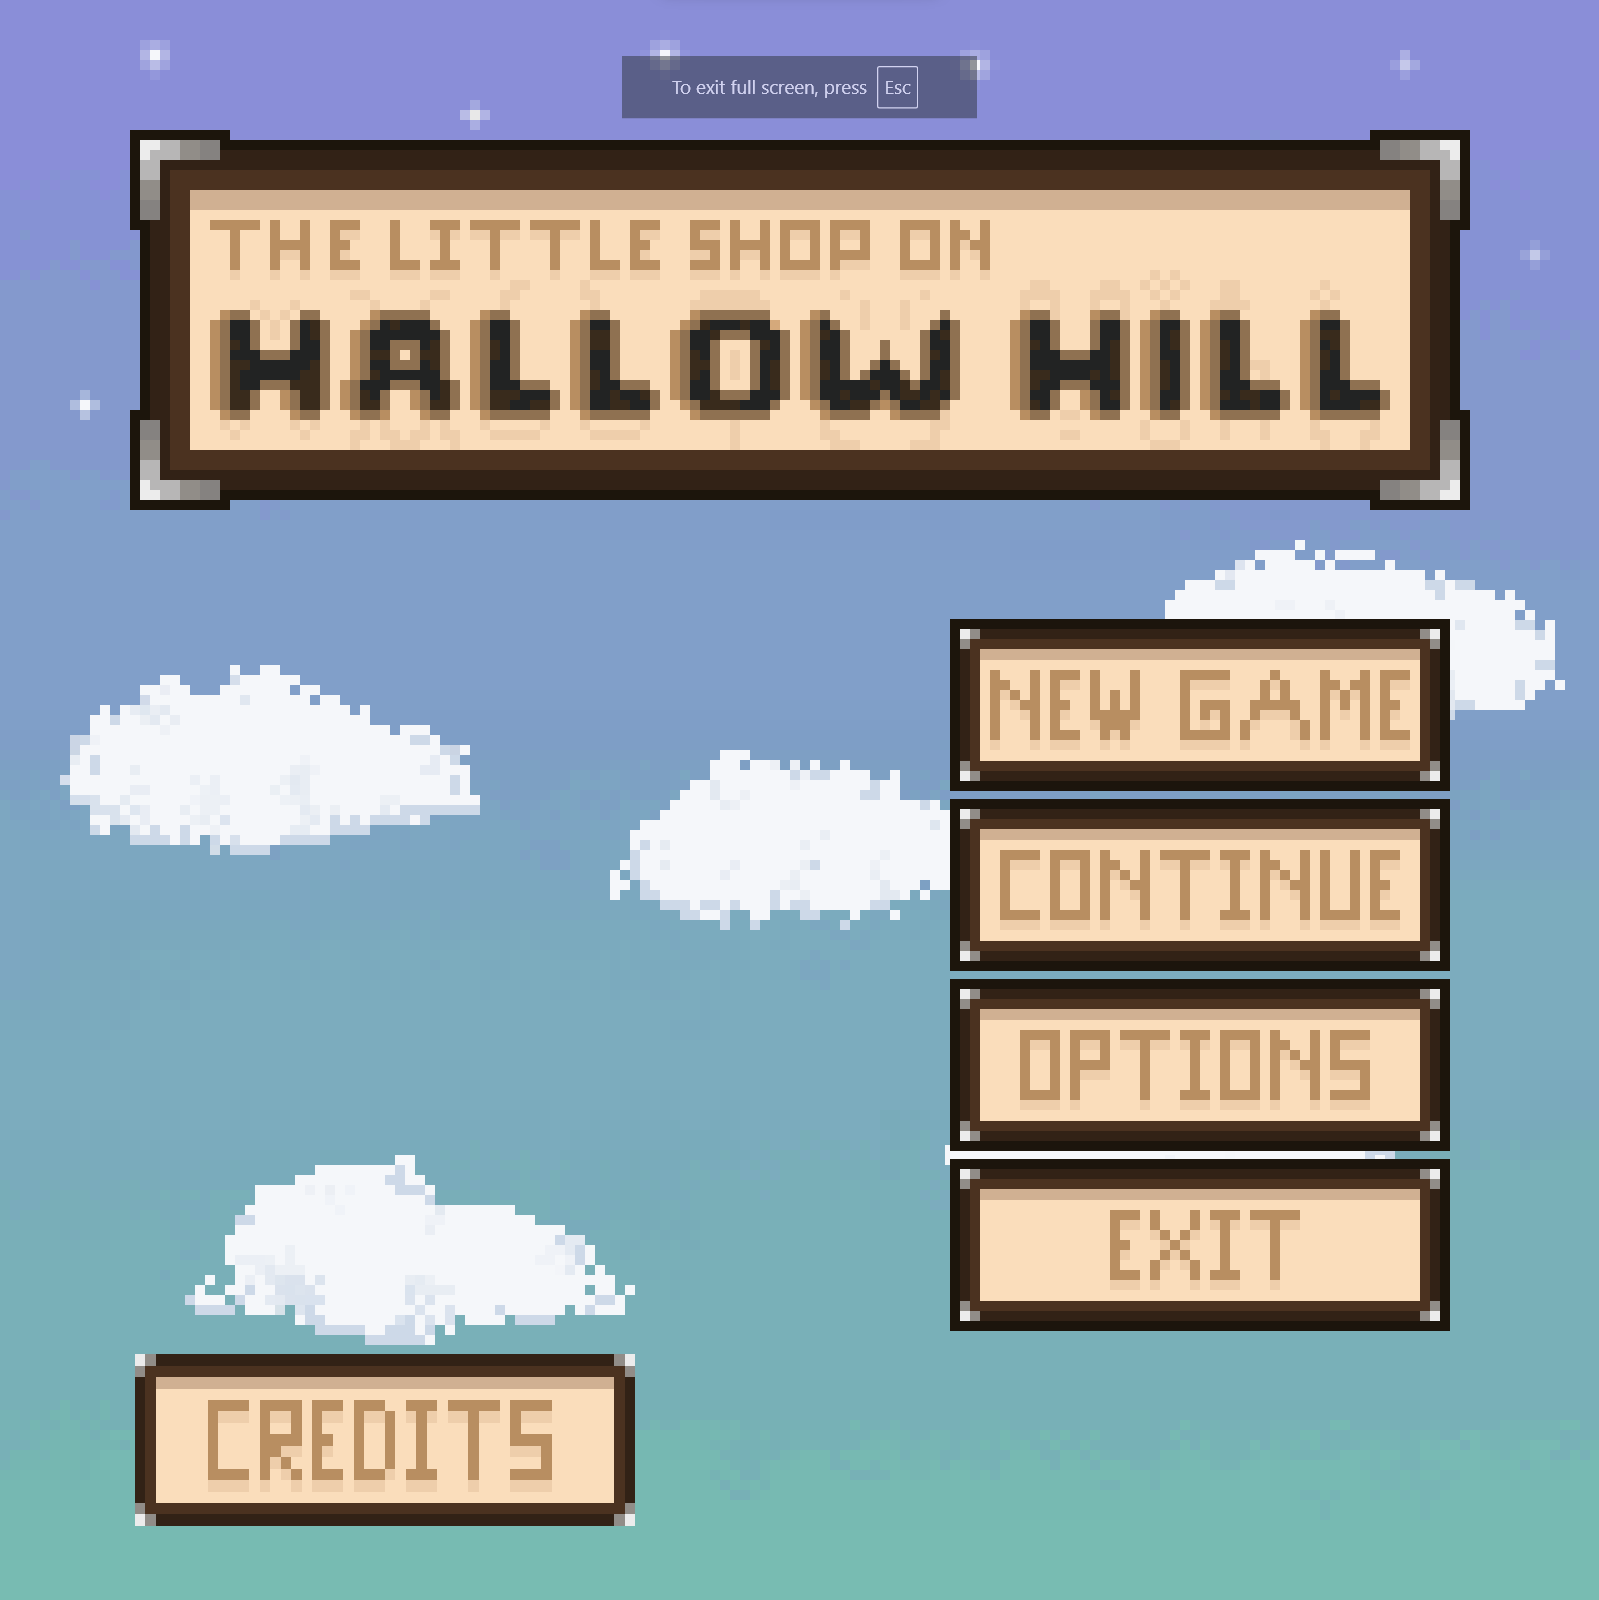 To exit full screen, press Esc
THE LITTLE SHOP ON
HALLOW HILL
NEW GAME
CONTINUE
OPTIONS
EXIT
CREDITS